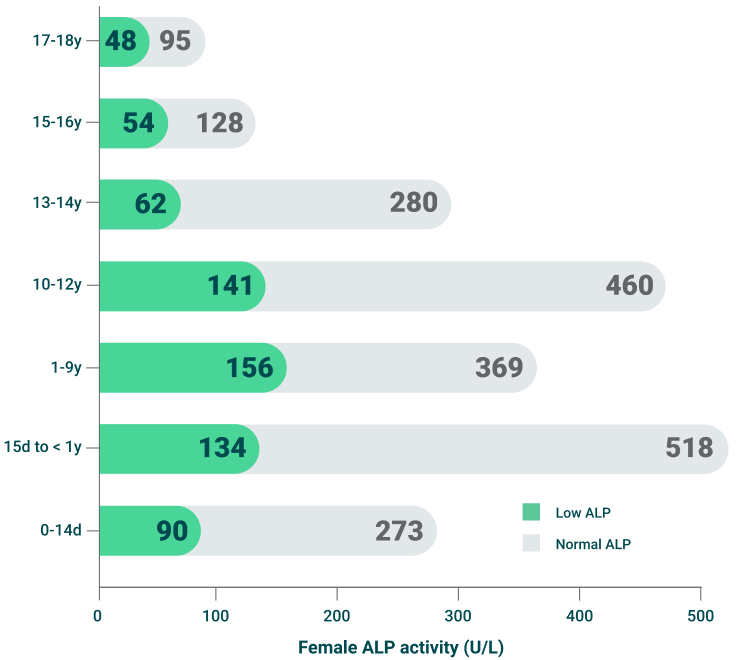 17-18y 48 95
15-16y 54 128
13-14y 62 280
10-12y 141 460
1-9y 156 369
15d to < 1y 134 518
0-14d 90 273
Low ALP
Normal ALP
0 100 200 300 400 500
Female ALP activity (U/L)